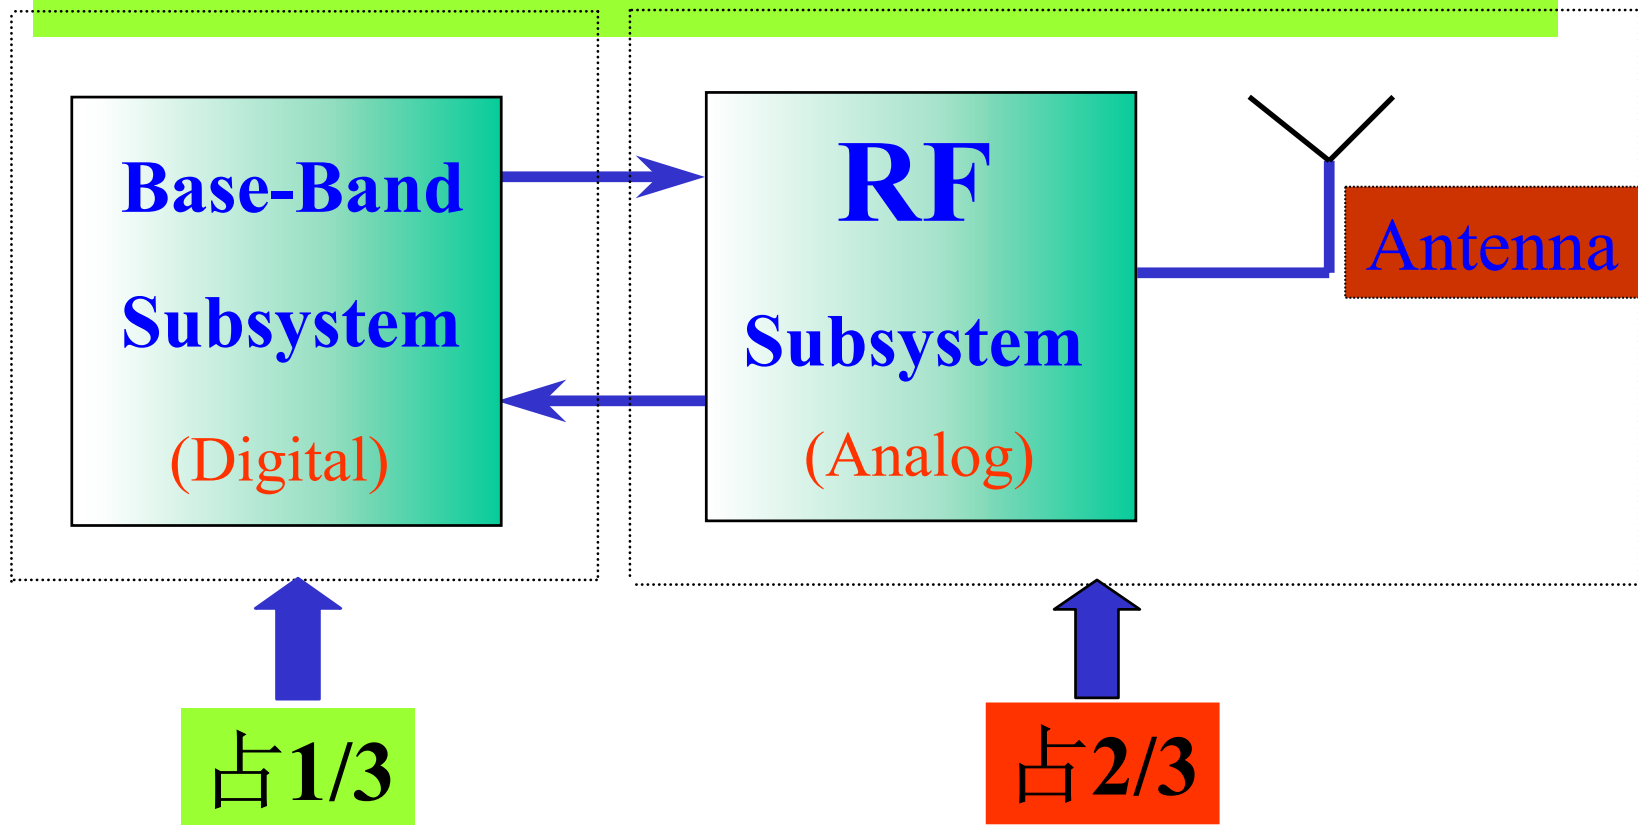 Base-Band
Subsystem
(Digital)
RF
Subsystem
(Analog)
Antenna
占1/3
占2/3